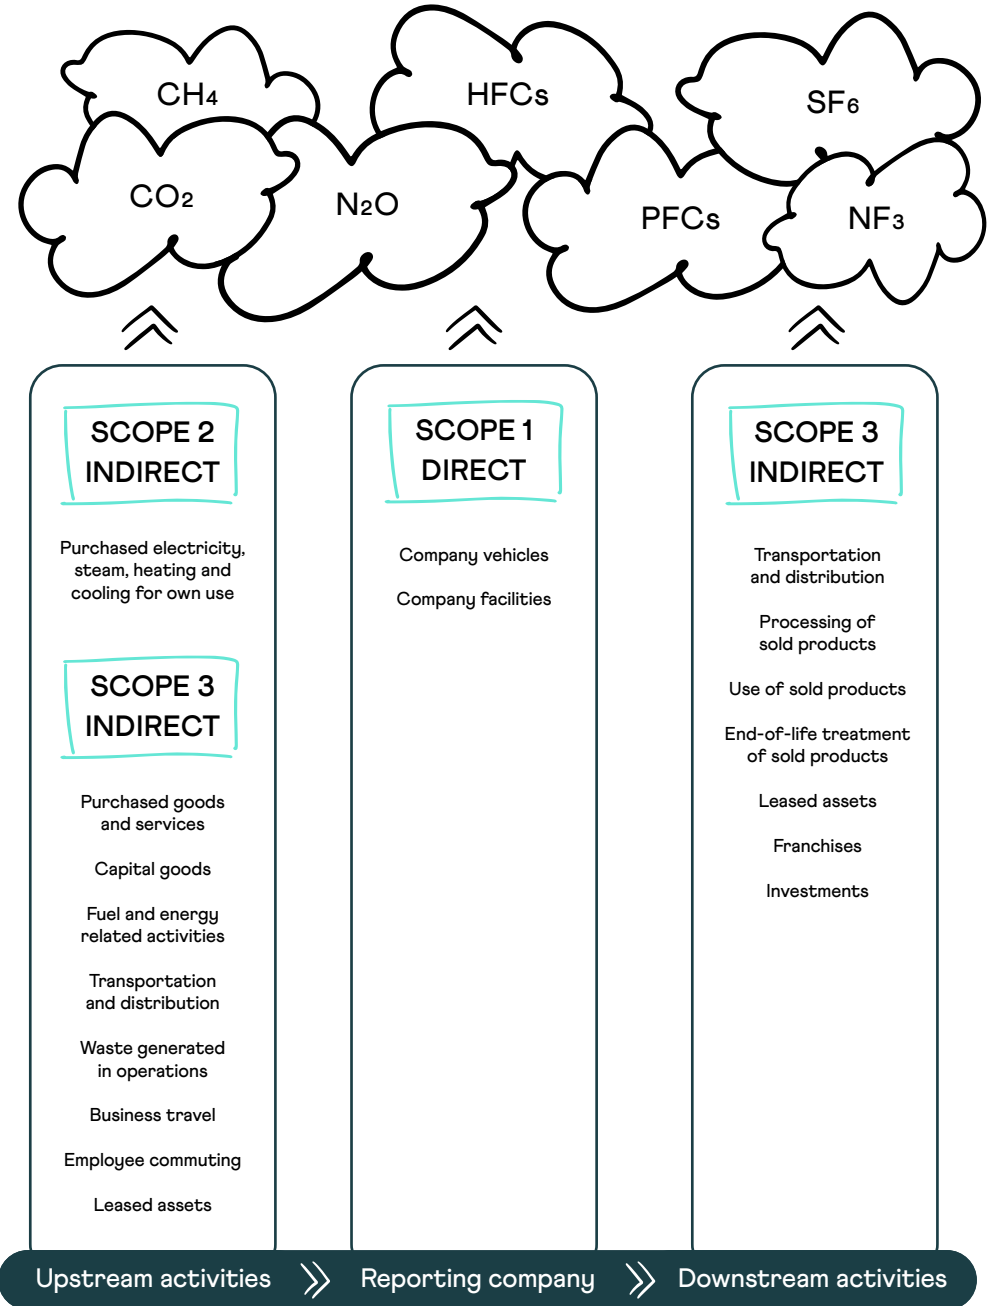 CH4
HFCs
SF6
CO2
N2O
PFCs
NF3
SCOPE 2
INDIRECT
Purchased electricity,
steam, heating and
cooling for own use
SCOPE 3
INDIRECT
Purchased goods
and services
Capital goods
Fuel and energy
related activities
Transportation
and distribution
Waste generated
in operations
Business travel
Employee commuting
Leased assets
SCOPE 1
DIRECT
Company vehicles
Company facilities
SCOPE 3
INDIRECT
Transportation
and distribution
Processing of
sold products
Use of sold products
End-of-life treatment
of sold products
Leased assets
Franchises
Investments
Upstream activities
Reporting company
Downstream activities